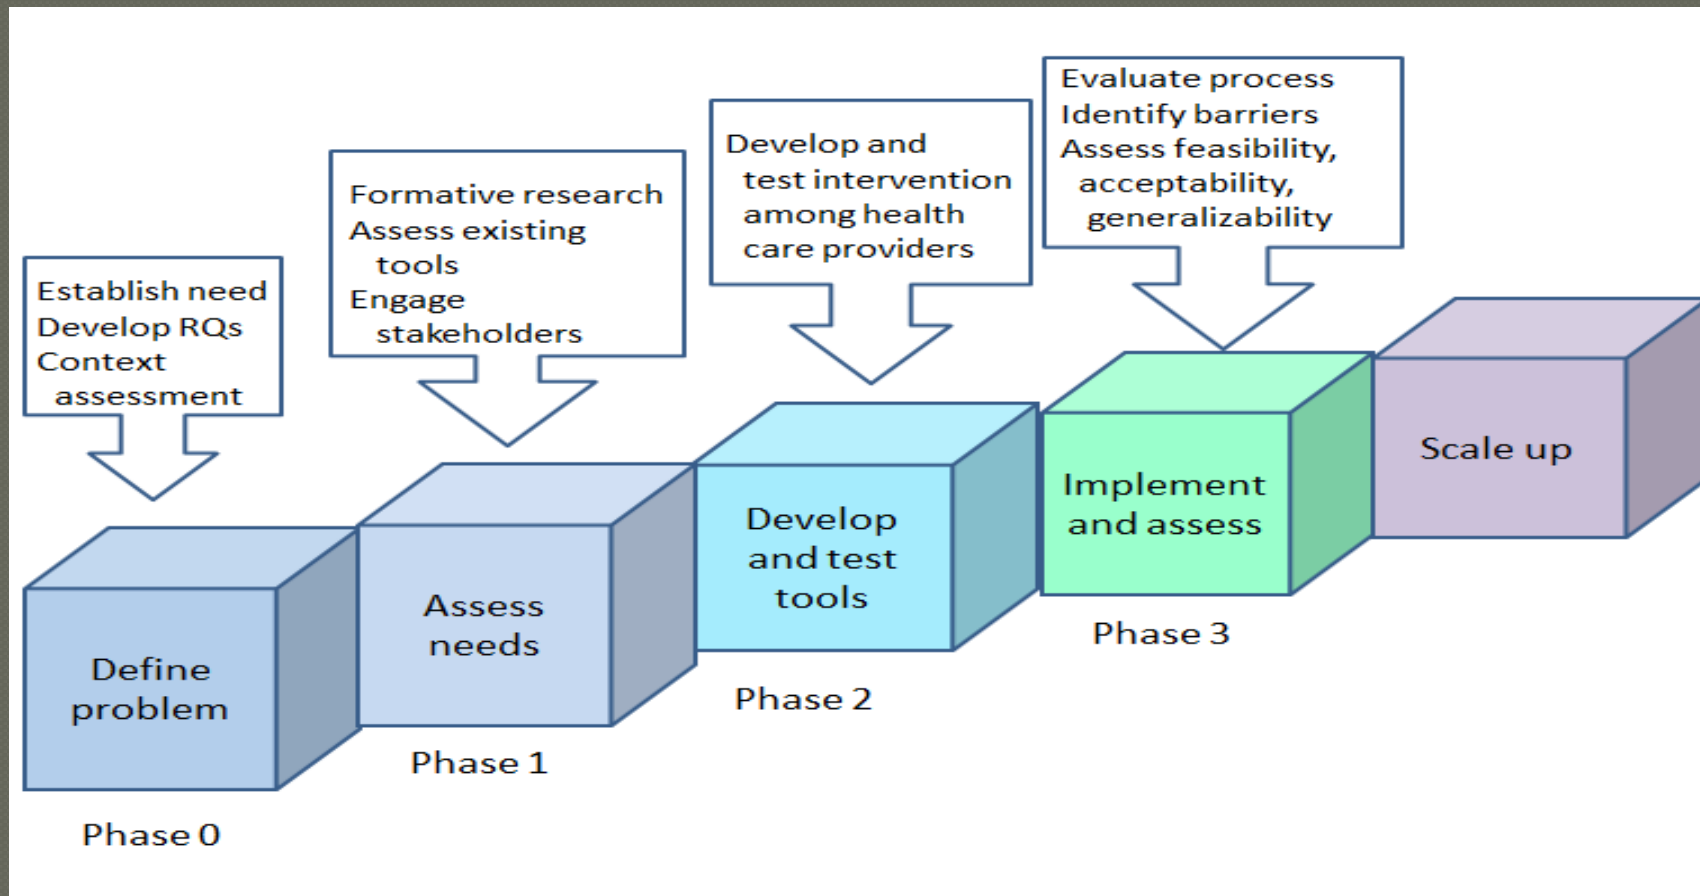 Establish need
Develop RQs
Context
assessment
Formative research
Assess existing
tools
Engage
stakeholders
Develop and
test intervention
among health
care providers
Evaluate process
Identify barriers
Assess feasibility,
acceptability,
generalizability
Define
problem
Phase 0
Assess
needs
Phase 1
Develop
and test
tools
Phase 2
Implement
and assess
Phase 3
Scale up